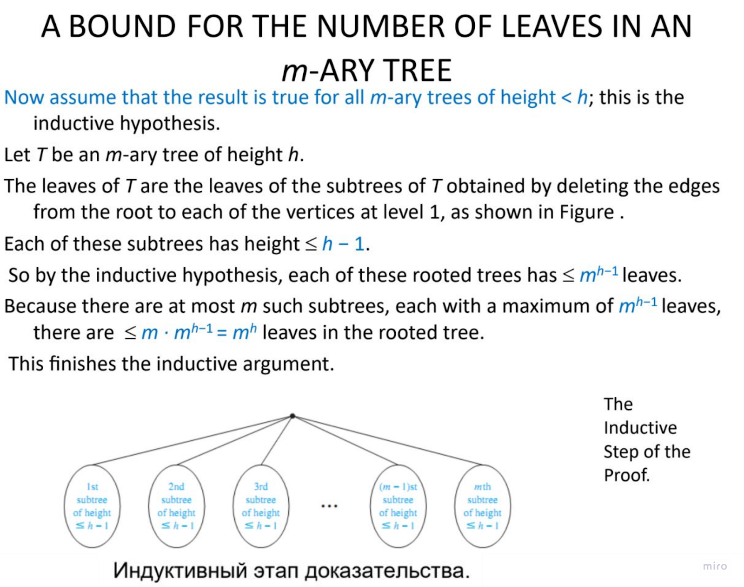 A BOUND FOR THE NUMBER OF LEAVES IN AN
m-ARY TREE
Now assume that the result is true for all m-ary trees of height < h; this is the
inductive hypothesis.
Let T be an m-ary tree of height h.
The leaves of T are the leaves of the subtrees of T obtained by deleting the edges
from the root to each of the vertices at level 1, as shown in Figure .
Each of these subtrees has height ≤ h − 1.
So by the inductive hypothesis, each of these rooted trees has ≤ mʰ⁻¹ leaves.
Because there are at most m such subtrees, each with a maximum of mʰ⁻¹ leaves,
there are ≤ m · mʰ⁻¹ = mʰ leaves in the rooted tree.
This finishes the inductive argument.
The
Inductive
Step of the
Proof.
1st
subtree
of height
≤ h − 1
2nd
subtree
of height
≤ h − 1
3rd
subtree
of height
≤ h − 1
...
(m − 1)st
subtree
of height
≤ h − 1
mth
subtree
of height
≤ h − 1
Индуктивный этап доказательства.
miro